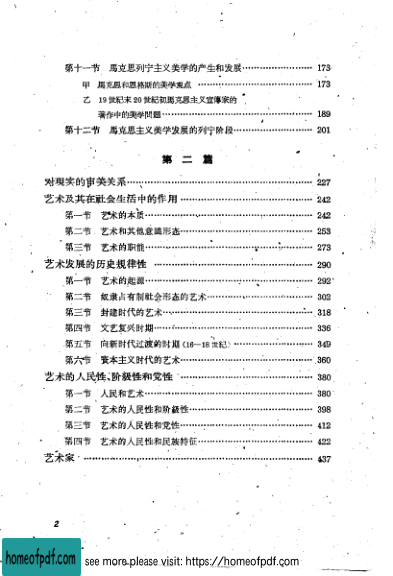 第十一节 馬克思列宁主义美学的产生和发展 173
甲 馬克思和恩格斯的美学观点 173
乙 19世紀末20世紀初馬克思主义宣傳家的
著作中的美学問題 189
第十二节 馬克思主义美学发展的列宁阶段 201
第二篇
对现实的审美关系 227
艺术及其在社会生活中的作用 242
第一节 艺术的本质 242
第二节 艺术和其他意識形态 253
第三节 艺术的职能 273
艺术发展的历史规律性 290
第一节 艺术的起源 292
第二节 奴隶占有制社会形态的艺术 302
第三节 封建时代的艺术 318
第四节 文艺复兴时期 336
第五节 向新时代过渡的时期(16—18世紀) 349
第六节 资本主义时代的艺术 360
艺术的人民性、阶級性和党性 380
第一节 人民和艺术 380
第二节 艺术的人民性和阶級性 398
第三节 艺术的人民性和党性 412
第四节 艺术的人民性和民族特征 422
艺术家 437
2
homeofpdf.com see more please visit: https://homeofpdf.com